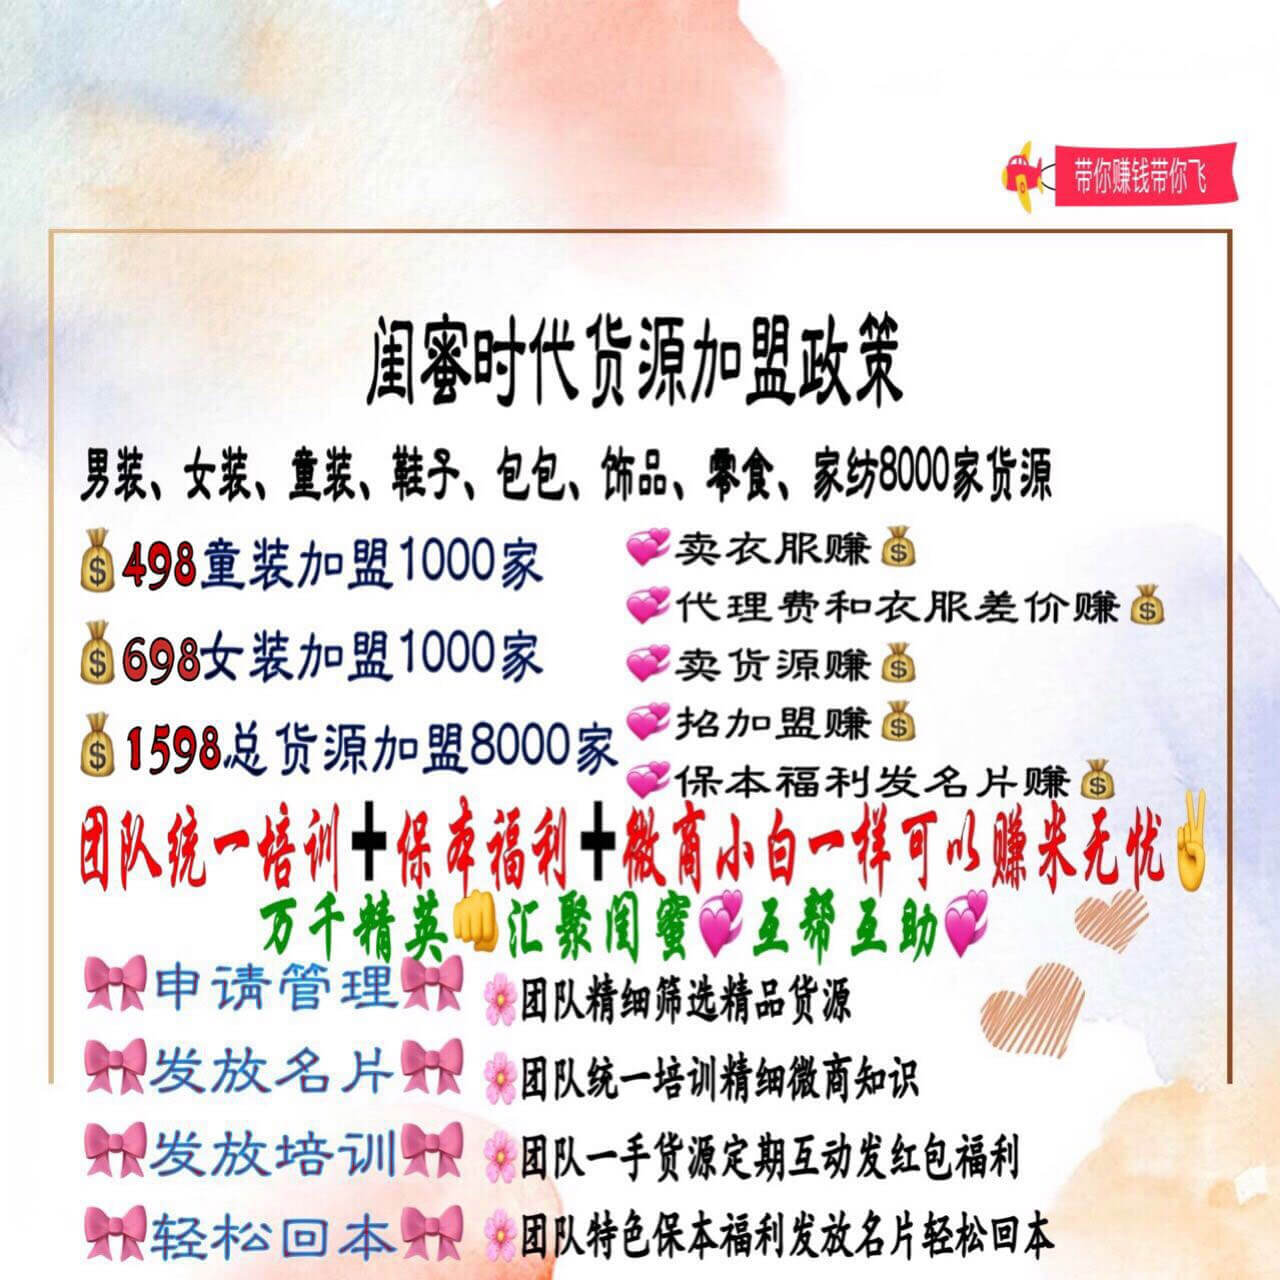 带你赚钱带你飞
闺蜜时代货源加盟政策
男装、女装、童装、鞋子、包包、饰品、零食、家纺8000家货源
498童装加盟1000家
698女装加盟1000家
1598总货源加盟8000家
卖衣服赚
代理费和衣服差价赚
卖货源赚
招加盟赚
保本福利发名片赚
团队统一培训+保本福利+微商小白一样可以赚米无忧
万千精英 汇聚闺蜜 互帮互助
申请管理
发放名片
发放培训
轻松回本
团队精细筛选精品货源
团队统一培训精细微商知识
团队一手货源定期互动发红包福利
团队特色保本福利发放名片轻松回本